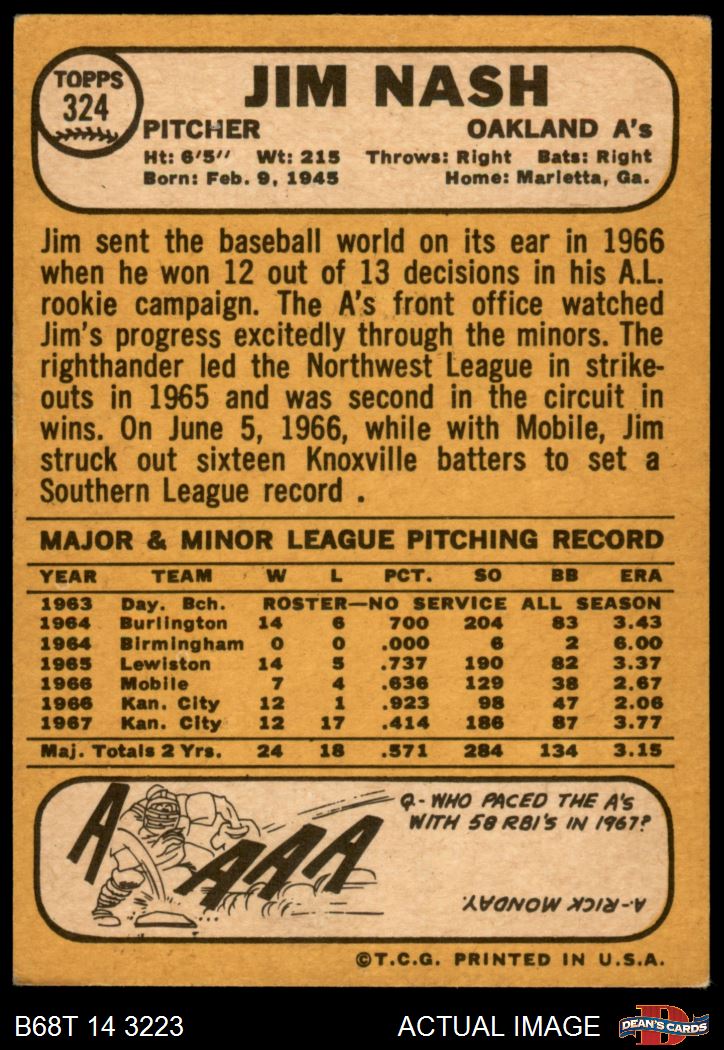 TOPPS
324
JIM NASH
PITCHER OAKLAND A's
Ht: 6'5'' Wt: 215 Throws: Right Bats: Right
Born: Feb. 9, 1945 Home: Marietta, Ga.
Jim sent the baseball world on its ear in 1966
when he won 12 out of 13 decisions in his A.L.
rookie campaign. The A's front office watched
Jim's progress excitedly through the minors. The
righthander led the Northwest League in strike-
outs in 1965 and was second in the circuit in
wins. On June 5, 1966, while with Mobile, Jim
struck out sixteen Knoxville batters to set a
Southern League record .
MAJOR & MINOR LEAGUE PITCHING RECORD
YEAR TEAM W L PCT. SO BB ERA
1963 Day. Bch. ROSTER—NO SERVICE ALL SEASON
1964 Burlington 14 6 700 204 83 3.43
1964 Birmingham 0 0 .000 6 2 6.00
1965 Lewiston 14 5 .737 190 82 3.37
1966 Mobile 7 4 .636 129 38 2.67
1966 Kan. City 12 1 .923 98 47 2.06
1967 Kan. City 12 17 .414 186 87 3.77
Maj. Totals 2 Yrs. 24 18 .571 284 134 3.15
A AAAA
Q-WHO PACED THE A's
WITH 58 RBI'S IN 1967?
A-RICK MONDAY.
©T.C.G. PRINTED IN U.S.A.
B68T 14 3223 ACTUAL IMAGE DEAN'S CARDS